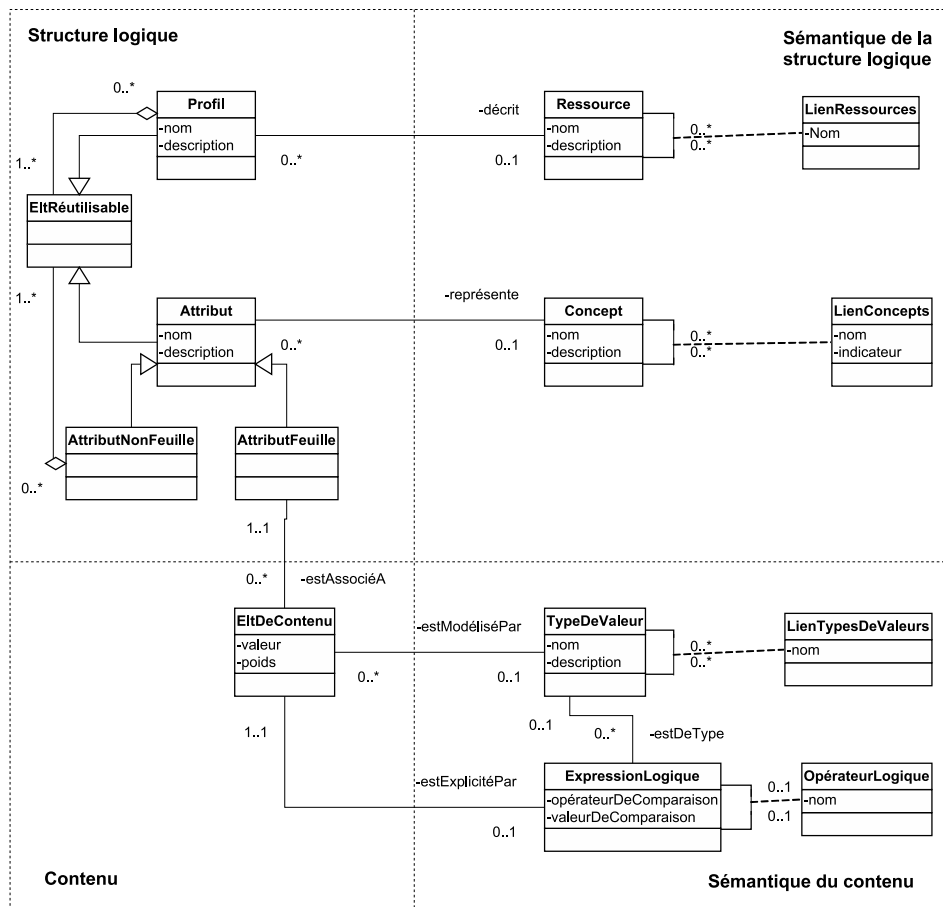 Structure logique
Sémantique de la
structure logique
0..*
Profil
-nom
-description
-décrit
0..*
0..1
Ressource
-nom
-description
0..*
0..*
LienRessources
-Nom
1..*
EltRéutilisable
1..*
Attribut
-nom
-description
-représente
0..*
0..1
Concept
-nom
-description
0..*
0..*
LienConcepts
-nom
-indicateur
AttributNonFeuille
AttributFeuille
0..*
1..1
0..*
-estAssociéA
EltDeContenu
-valeur
-poids
-estModéliséPar
0..*
0..1
TypeDeValeur
-nom
-description
0..*
0..*
LienTypesDeValeurs
-nom
1..1
0..1
0..*
-estDeType
-estExplicitéPar
0..1
ExpressionLogique
-opérateurDeComparaison
-valeurDeComparaison
0..1
0..1
OpérateurLogique
-nom
Contenu
Sémantique du contenu